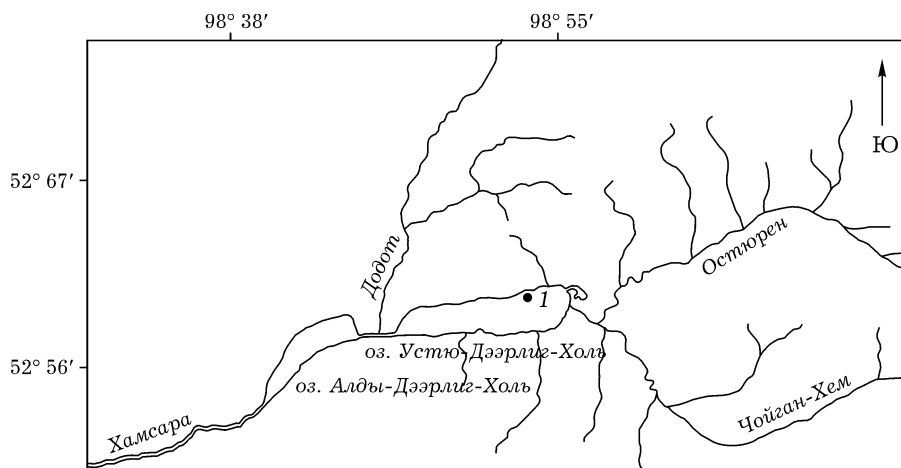 98° 38′
98° 55′
Ю
52° 67′
Остюрен
Додот
1
оз. Устю-Дээрлиг-Холь
52° 56′
оз. Алды-Дээрлиг-Холь
Чойган-Хем
Хамсара